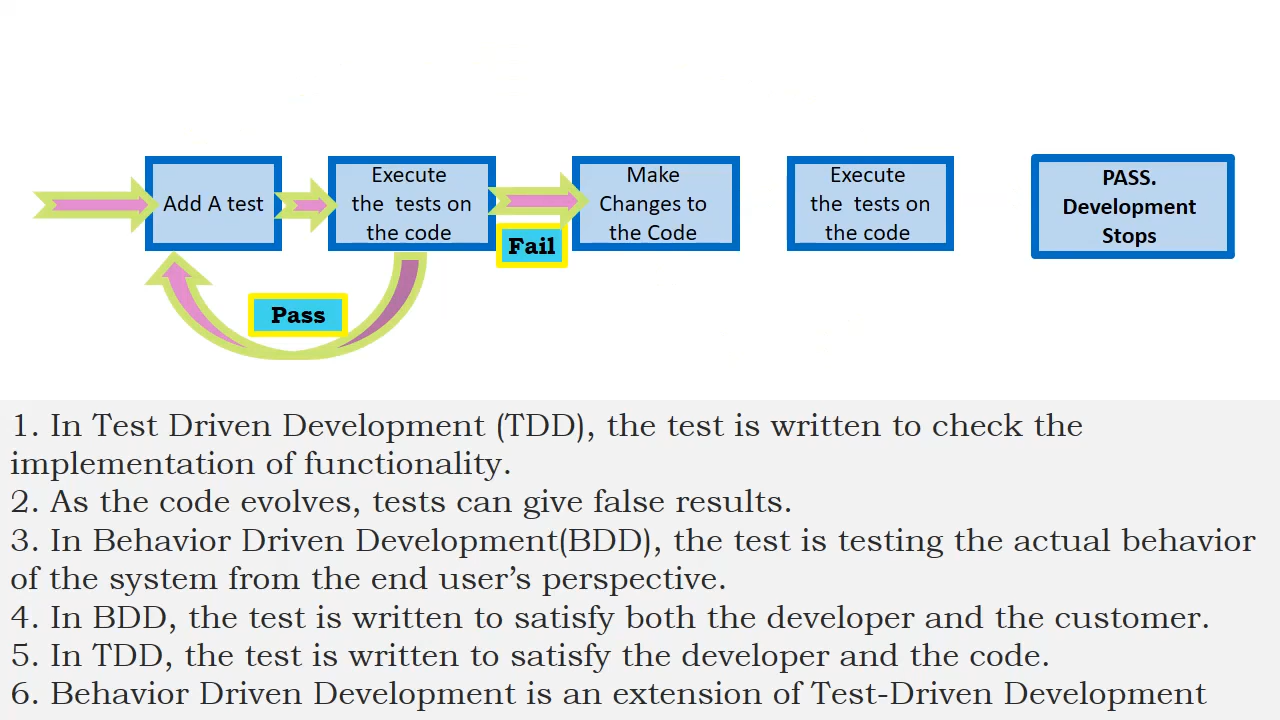 Add A test
Execute
the tests on
the code
Make
Changes to
the Code
Execute
the tests on
the code
PASS.
Development
Stops
Fail
Pass
1. In Test Driven Development (TDD), the test is written to check the
implementation of functionality.
2. As the code evolves, tests can give false results.
3. In Behavior Driven Development(BDD), the test is testing the actual behavior
of the system from the end user’s perspective.
4. In BDD, the test is written to satisfy both the developer and the customer.
5. In TDD, the test is written to satisfy the developer and the code.
6. Behavior Driven Development is an extension of Test-Driven Development